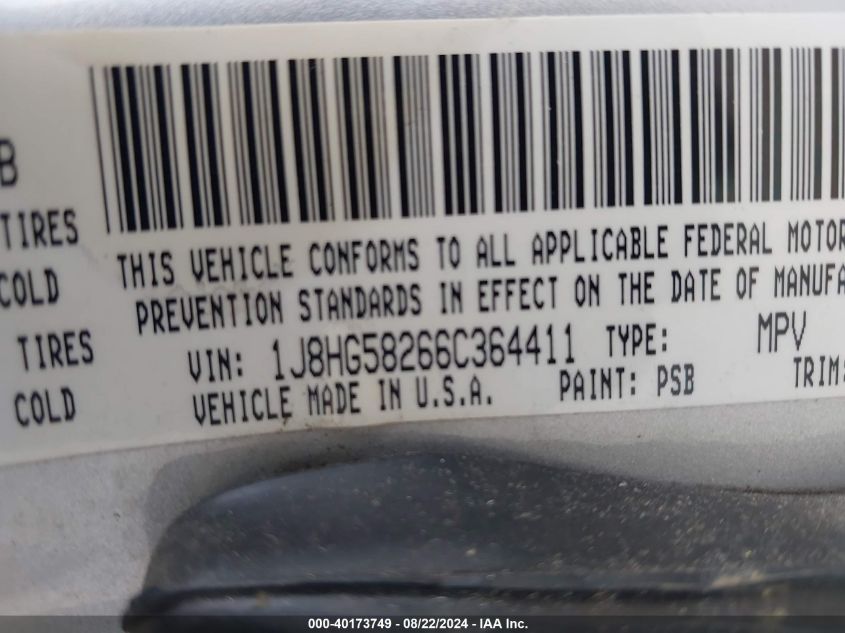 B
TIRES
COLD
TIRES
COLD
THIS VEHICLE CONFORMS TO ALL APPLICABLE FEDERAL MOTOR
PREVENTION STANDARDS IN EFFECT ON THE DATE OF MANUFA
VIN: 1J8HG58266C364411 TYPE: MPV
VEHICLE MADE IN U.S.A. PAINT: PSB TRIM:
000-40173749 - 08/22/2024 - IAA Inc.